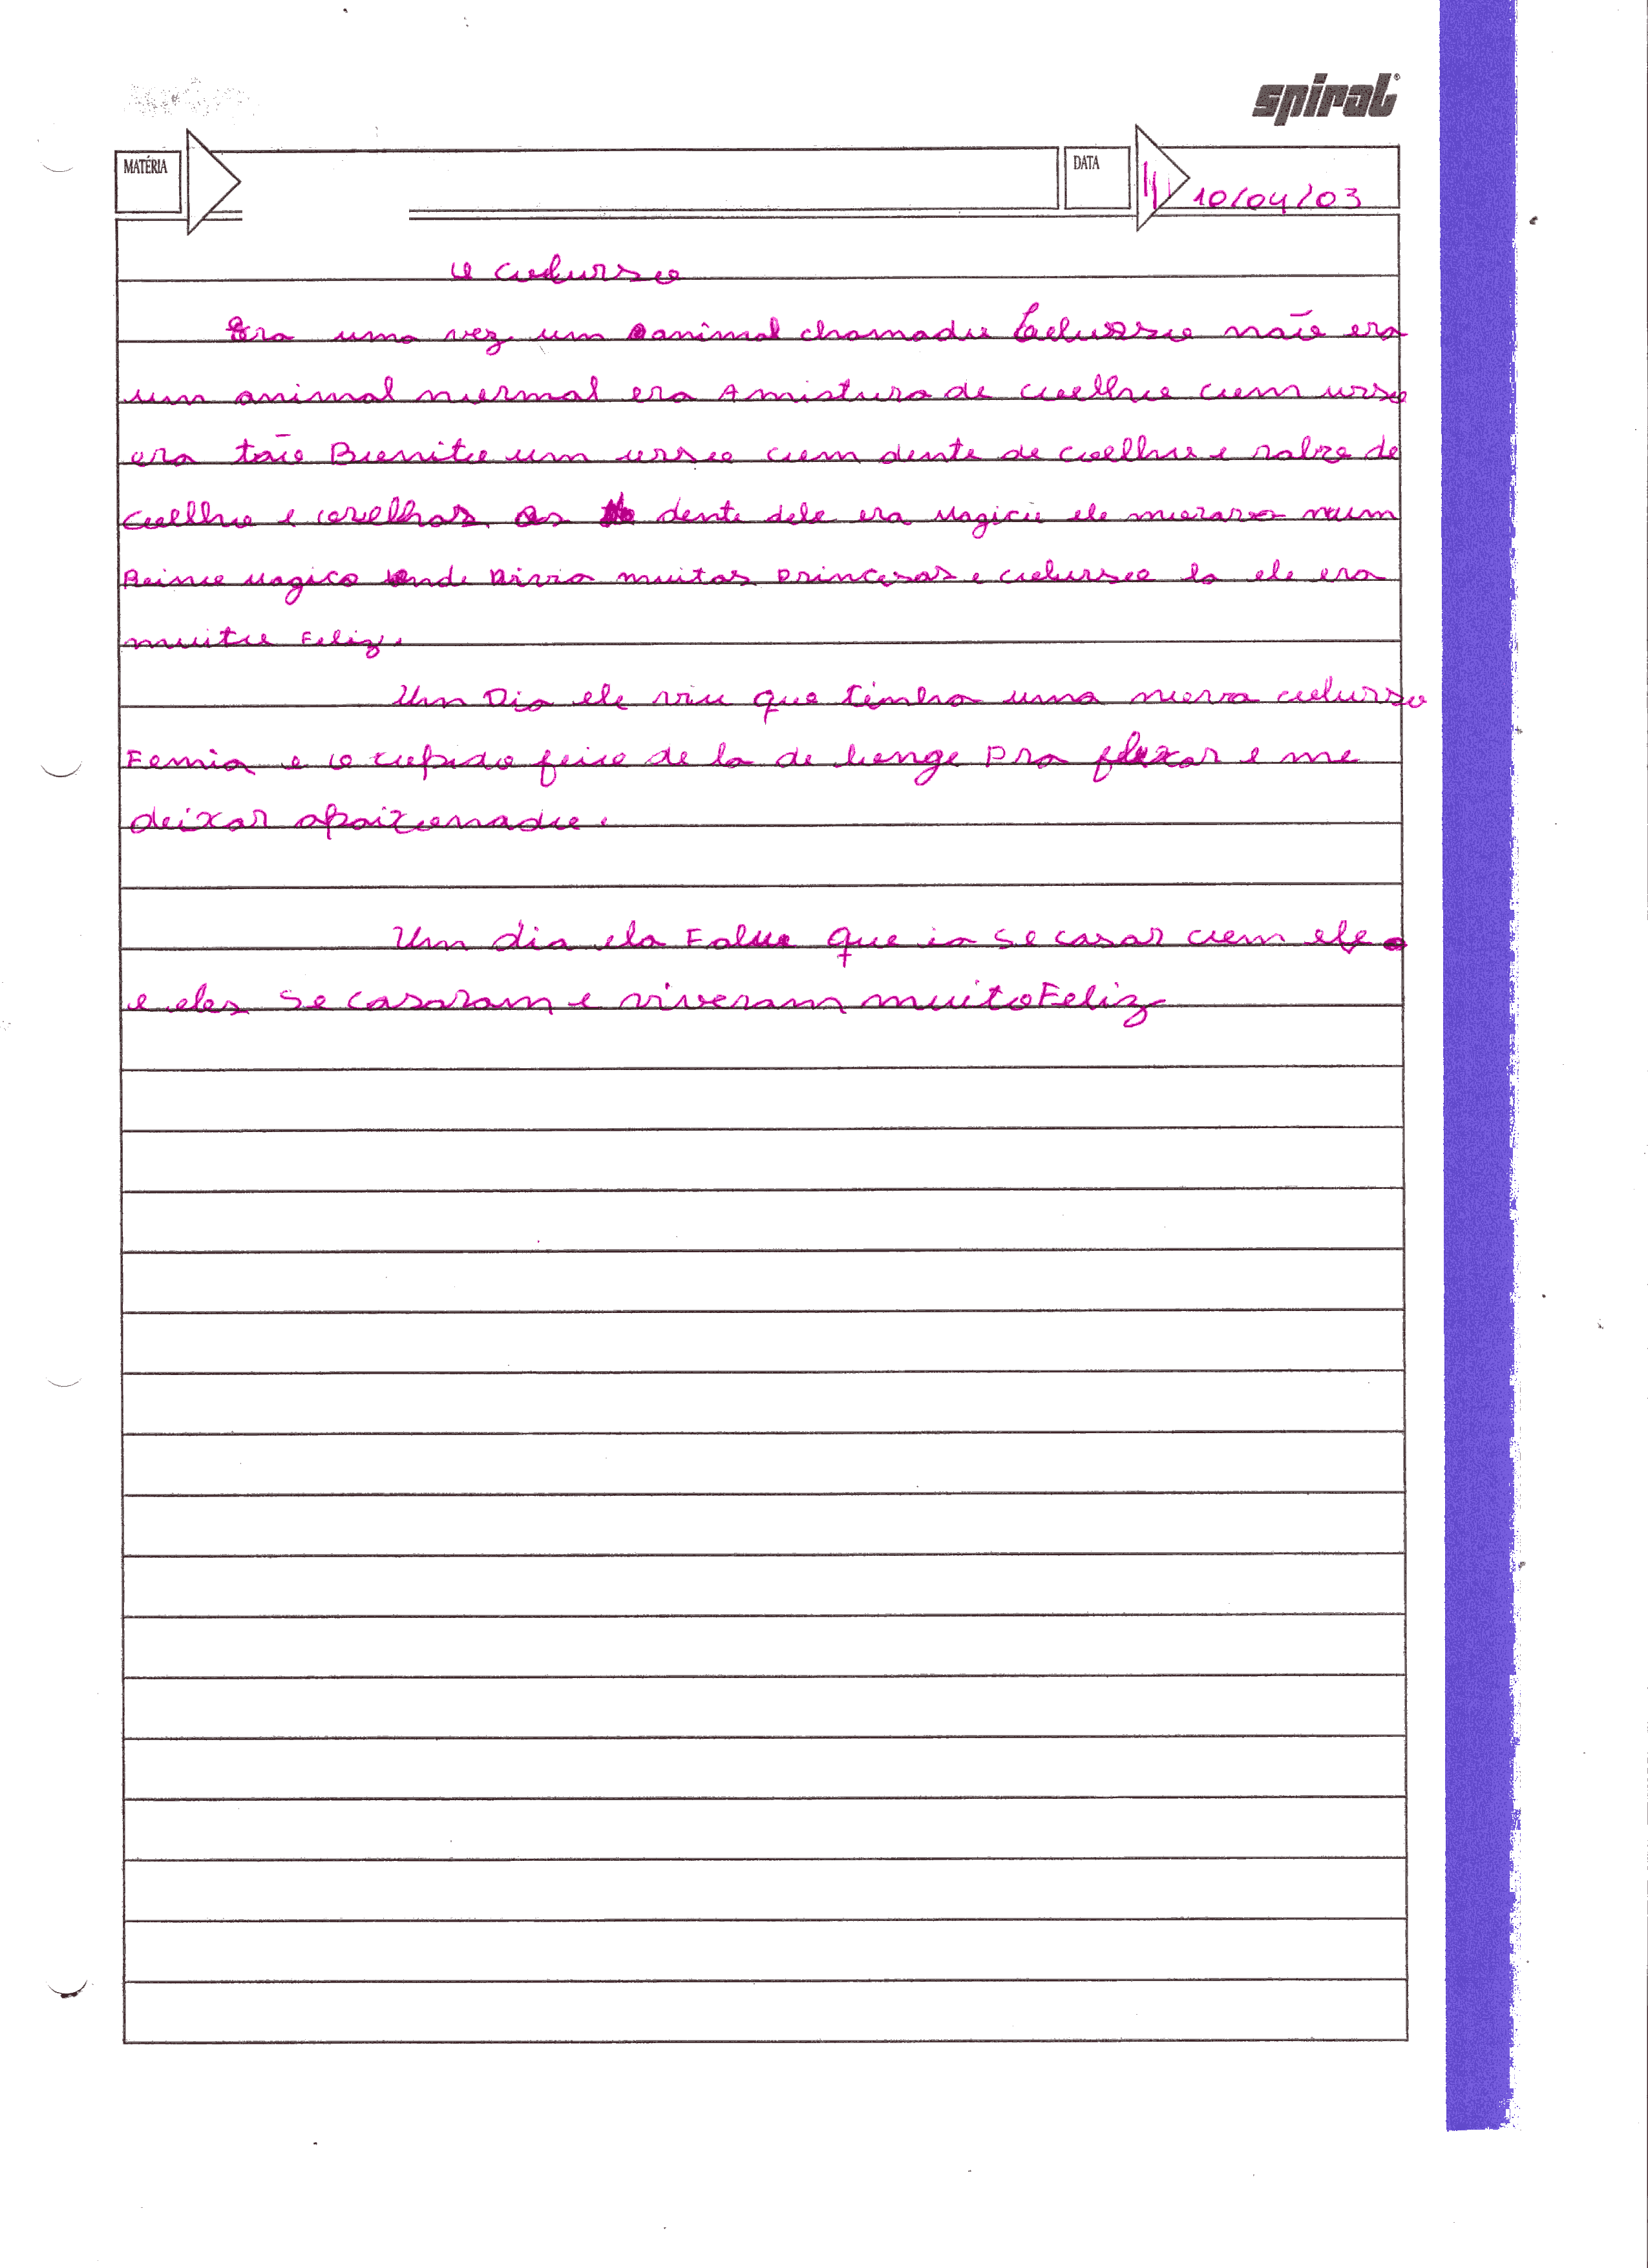 spiral
MATÉRIA
DATA
10/04/03
o coelurso
Era uma vez um animal chamado Coelurso não era
um animal normal era A mistura de coelho com urso
era tão Bonito um urso com dente de coelho e rabo de
coelho e orelhas os dente dele era magico ele morava num
Reino magico onde vivia muitas princesas e coelurso la ele era
muito Feliz.
Um Dia ele viu que tinha uma nova coelurso
Femia e o cupido feiso de la de longe pra flexar e me
deixar apaixonado.
Um dia ela Falou que ia se casar com ele
e eles se casaram e viveram muito Feliz